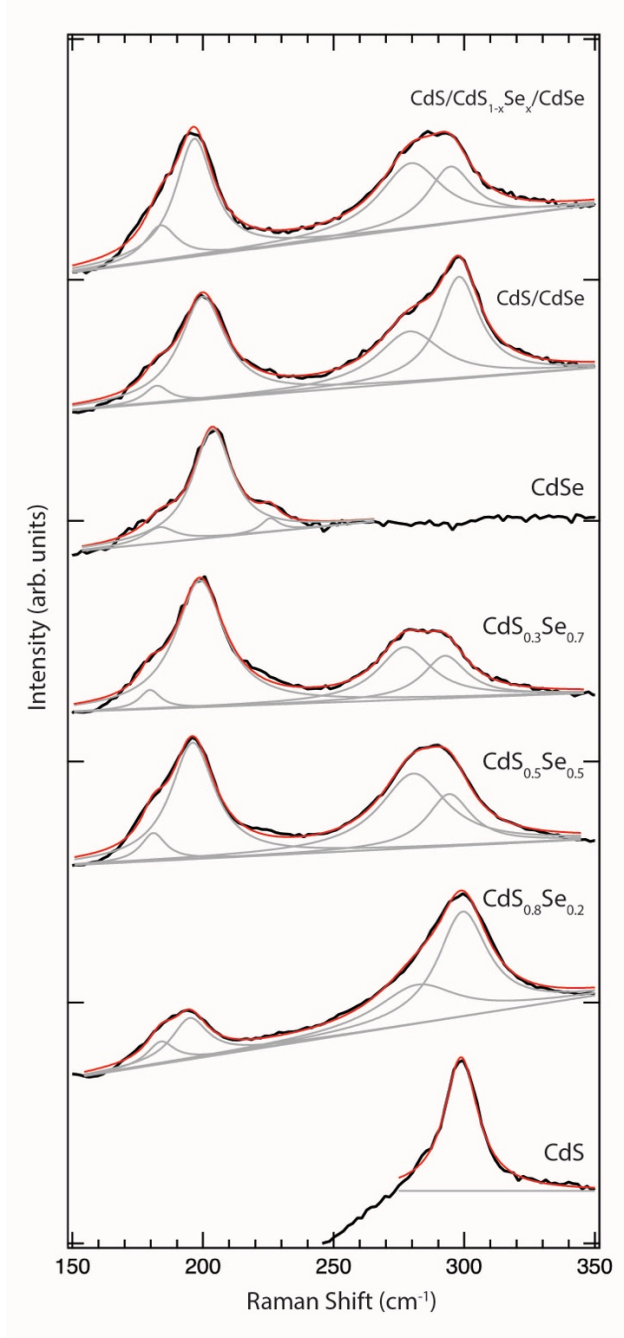 CdS/CdS₁₋ₓSeₓ/CdSe
CdS/CdSe
CdSe
CdS₀.₃Se₀.₇
CdS₀.₅Se₀.₅
CdS₀.₈Se₀.₂
CdS
Intensity (arb. units)
150 200 250 300 350
Raman Shift (cm⁻¹)